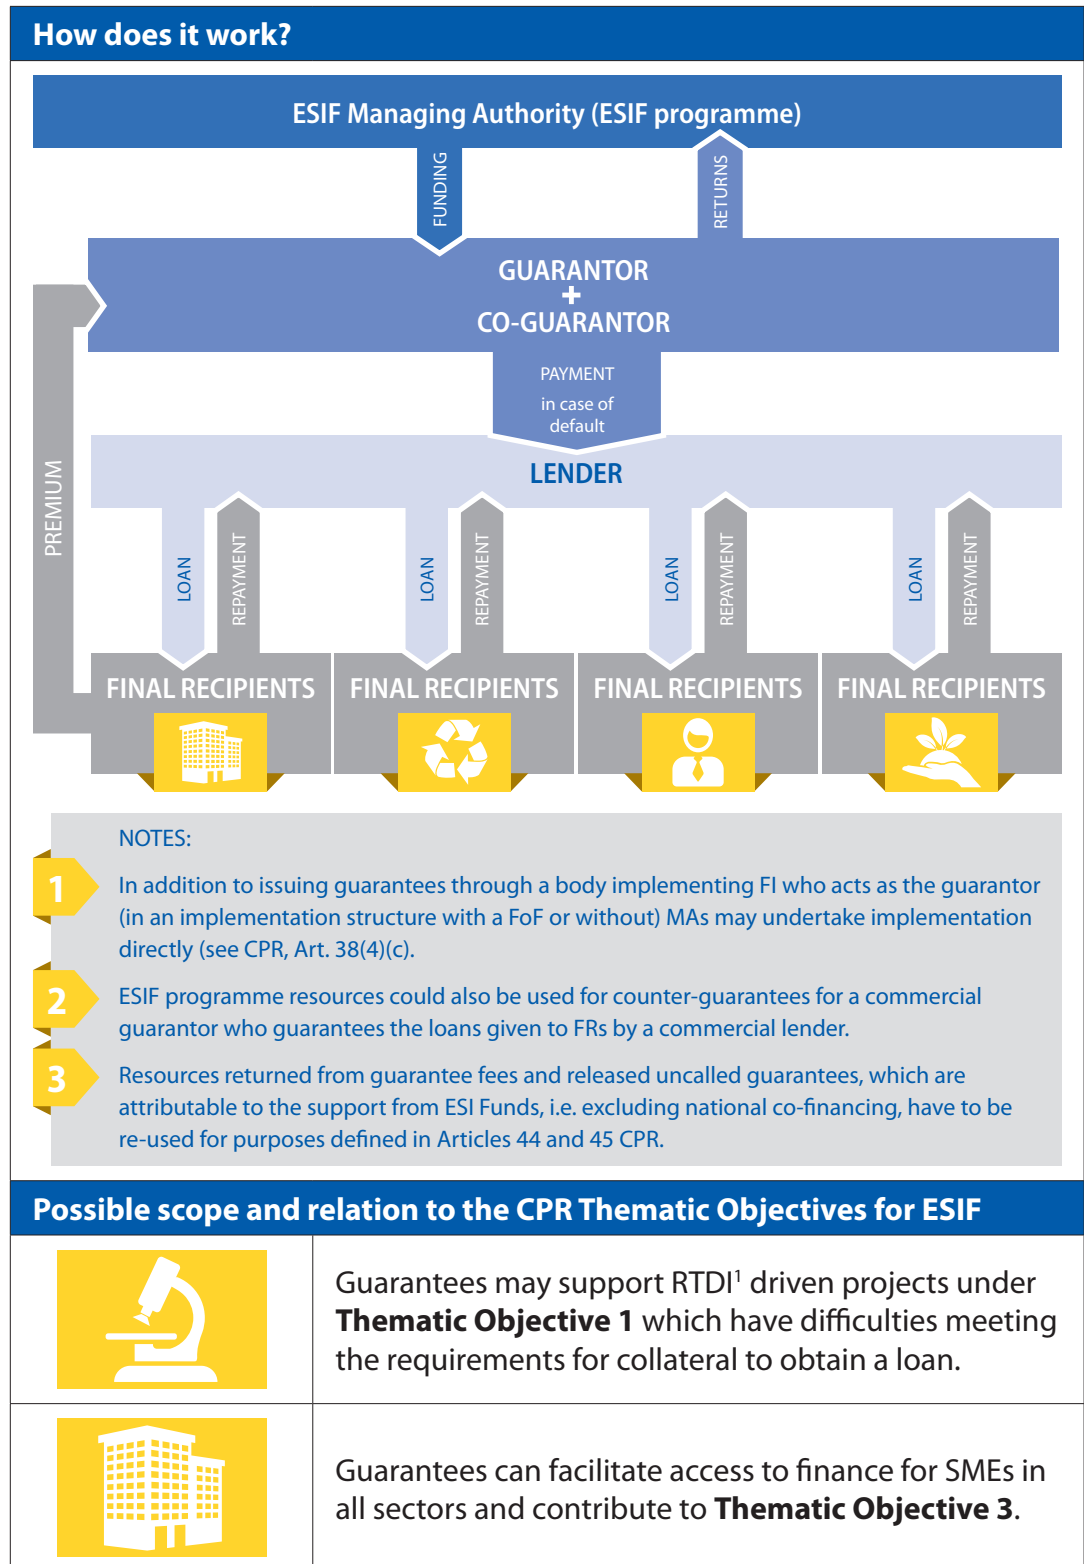 How does it work?
ESIF Managing Authority (ESIF programme)
FUNDING
RETURNS
GUARANTOR
+
CO-GUARANTOR
PAYMENT
in case of
default
PREMIUM
LENDER
LOAN
REPAYMENT
LOAN
REPAYMENT
LOAN
REPAYMENT
LOAN
REPAYMENT
FINAL RECIPIENTS
FINAL RECIPIENTS
FINAL RECIPIENTS
FINAL RECIPIENTS
NOTES:
1
In addition to issuing guarantees through a body implementing FI who acts as the guarantor
(in an implementation structure with a FoF or without) MAs may undertake implementation
directly (see CPR, Art. 38(4)(c).
2
ESIF programme resources could also be used for counter-guarantees for a commercial
guarantor who guarantees the loans given to FRs by a commercial lender.
3
Resources returned from guarantee fees and released uncalled guarantees, which are
attributable to the support from ESI Funds, i.e. excluding national co-financing, have to be
re-used for purposes defined in Articles 44 and 45 CPR.
Possible scope and relation to the CPR Thematic Objectives for ESIF
Guarantees may support RTDI¹ driven projects under
Thematic Objective 1 which have difficulties meeting
the requirements for collateral to obtain a loan.
Guarantees can facilitate access to finance for SMEs in
all sectors and contribute to Thematic Objective 3.